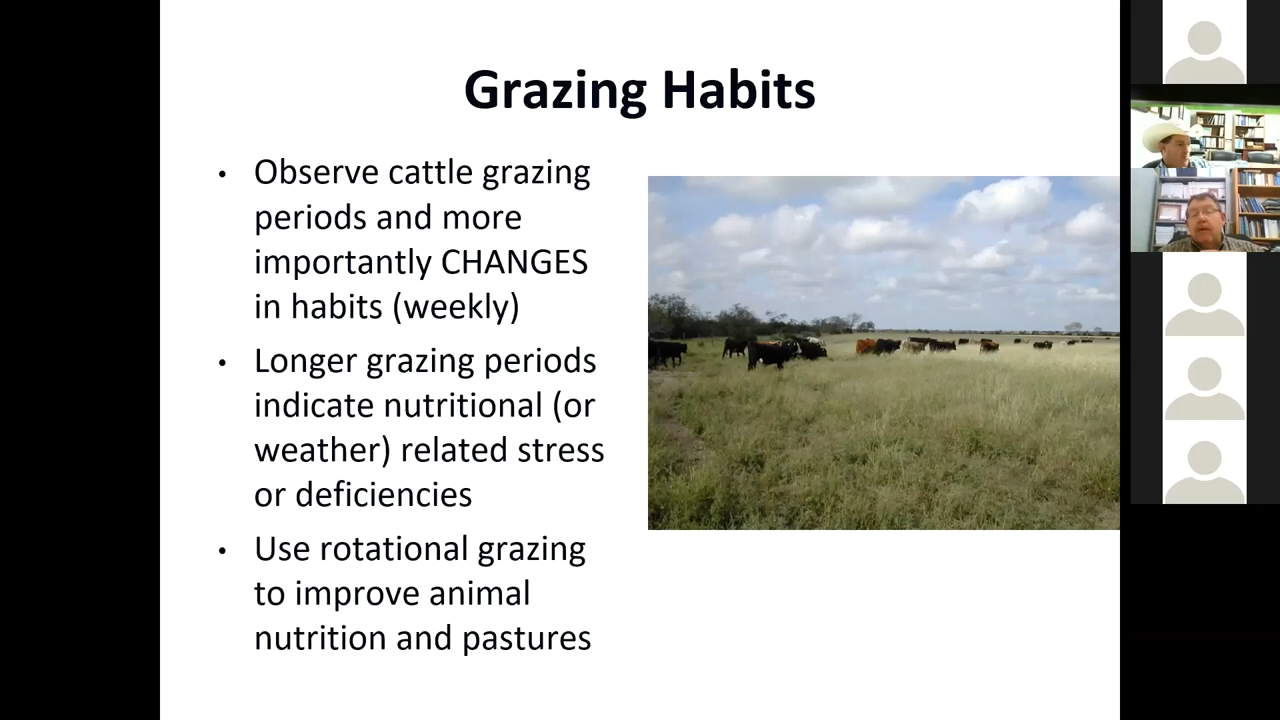 Grazing Habits
• Observe cattle grazing
periods and more
importantly CHANGES
in habits (weekly)
• Longer grazing periods
indicate nutritional (or
weather) related stress
or deficiencies
• Use rotational grazing
to improve animal
nutrition and pastures